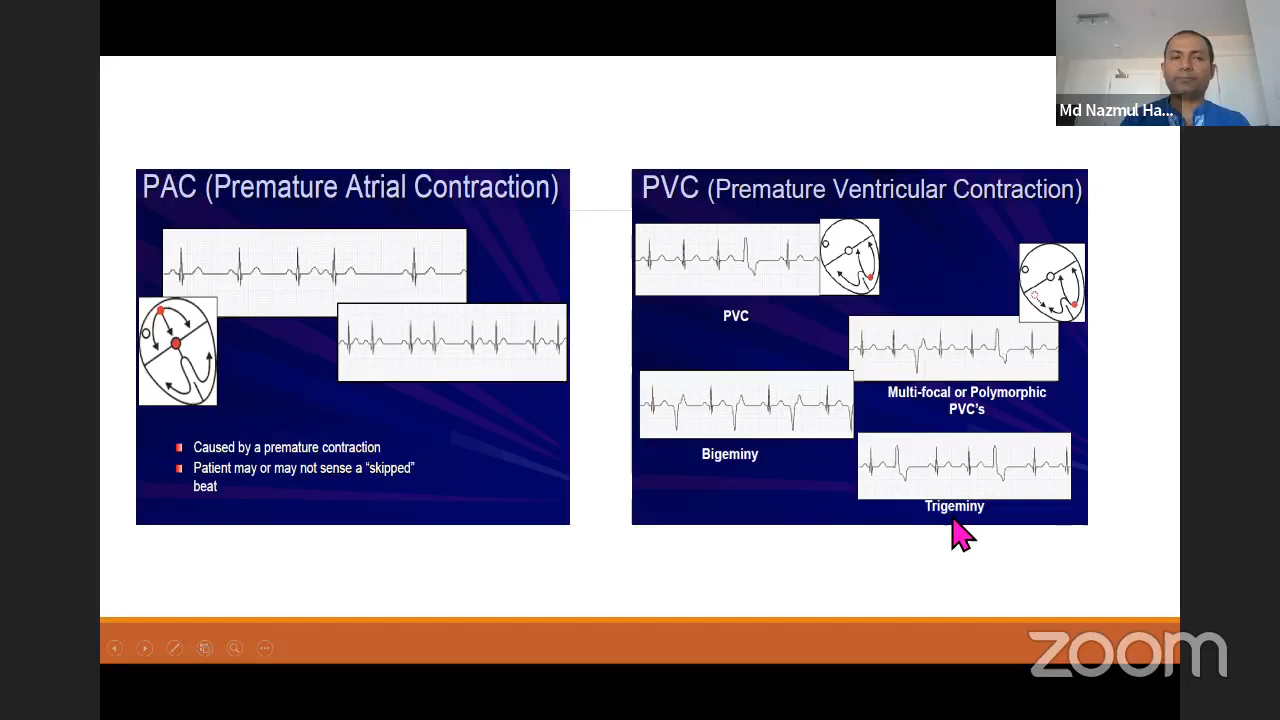 Md Nazmul Ha...
PAC (Premature Atrial Contraction)
Caused by a premature contraction
Patient may or may not sense a “skipped”
beat
PVC (Premature Ventricular Contraction)
PVC
Multi-focal or Polymorphic
PVC’s
Bigeminy
Trigeminy
zoom